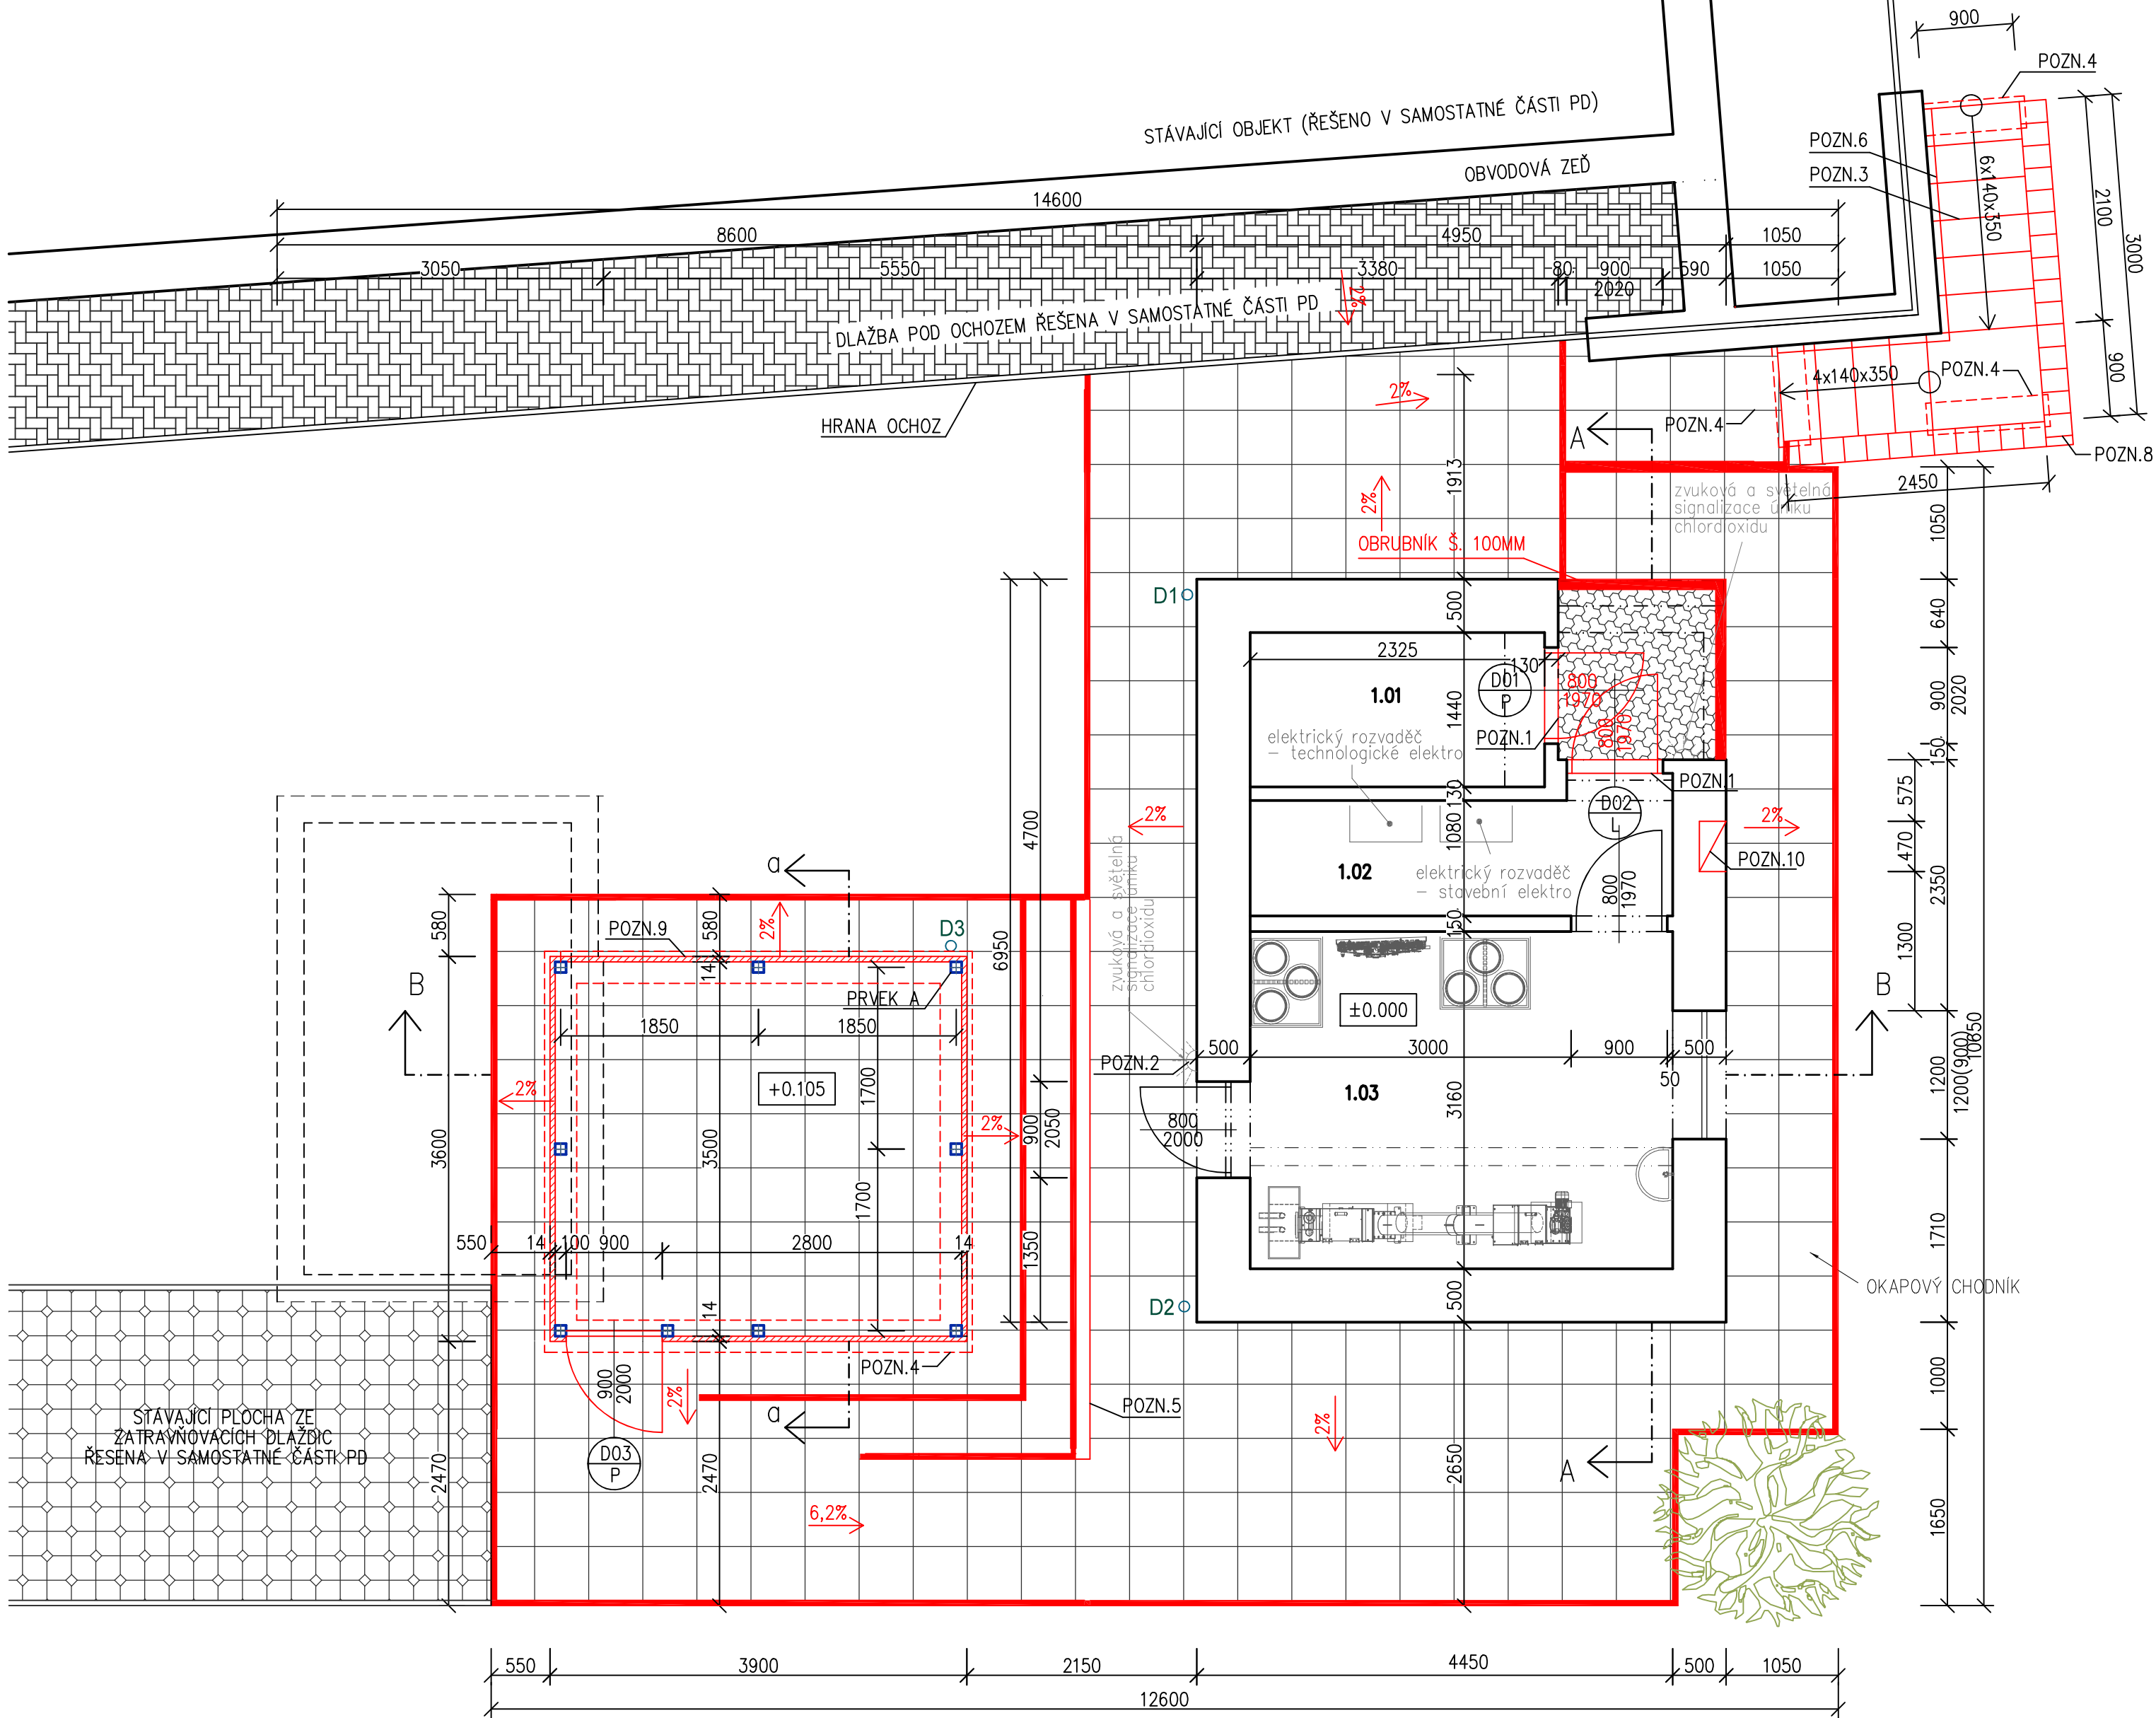 900
POZN.4
STÁVAJÍCÍ OBJEKT (ŘEŠENO V SAMOSTATNÉ ČÁSTI PD)
OBVODOVÁ ZEĎ
POZN.6
POZN.3
6x140x350
2100
3000
900
14600
8600
4950
1050
3050
5550
3380
80
900
2020
590
1050
2%
DLAŽBA POD OCHOZEM ŘEŠENA V SAMOSTATNÉ ČÁSTI PD
HRANA OCHOZ
4x140x350
POZN.4
POZN.4
POZN.8
2450
2%
A
1913
2%
zvuková a světelná
signalizace úniku
chlordioxidu
OBRUBNÍK Š. 100MM
1050
D1
500
640
2325
130
1.01
D01
P
800
1970
800
1970
1440
POZN.1
900
2020
150
elektrický rozvaděč
– technologické elektro
POZN.1
130
D02
L
575
2%
2%
4700
1080
470
POZN.10
2350
1.02
elektrický rozvaděč
– stavební elektro
800
1970
150
1300
zvuková a světelná
signalizace úniku
chlordioxidu
a
580
580
2%
POZN.9
D3
6950
14
B
B
PRVEK A
±0.000
1850
1850
500
3000
900
500
50
POZN.2
1.03
10650
1200
1200(900)
+0.105
1700
2%
2%
900
2050
800
2000
3160
3600
3500
1700
1710
550
14
100
900
2800
14
1350
OKAPOVÝ CHODNÍK
500
D2
14
POZN.4
900
2000
2%
a
POZN.5
2%
1000
STÁVAJÍCÍ PLOCHA ZE
ZATRAVŇOVACÍCH DLAŽDIC
ŘEŠENA V SAMOSTATNÉ ČÁSTI PD
D03
P
2470
2470
2650
A
6,2%
1650
550
3900
2150
4450
500
1050
12600